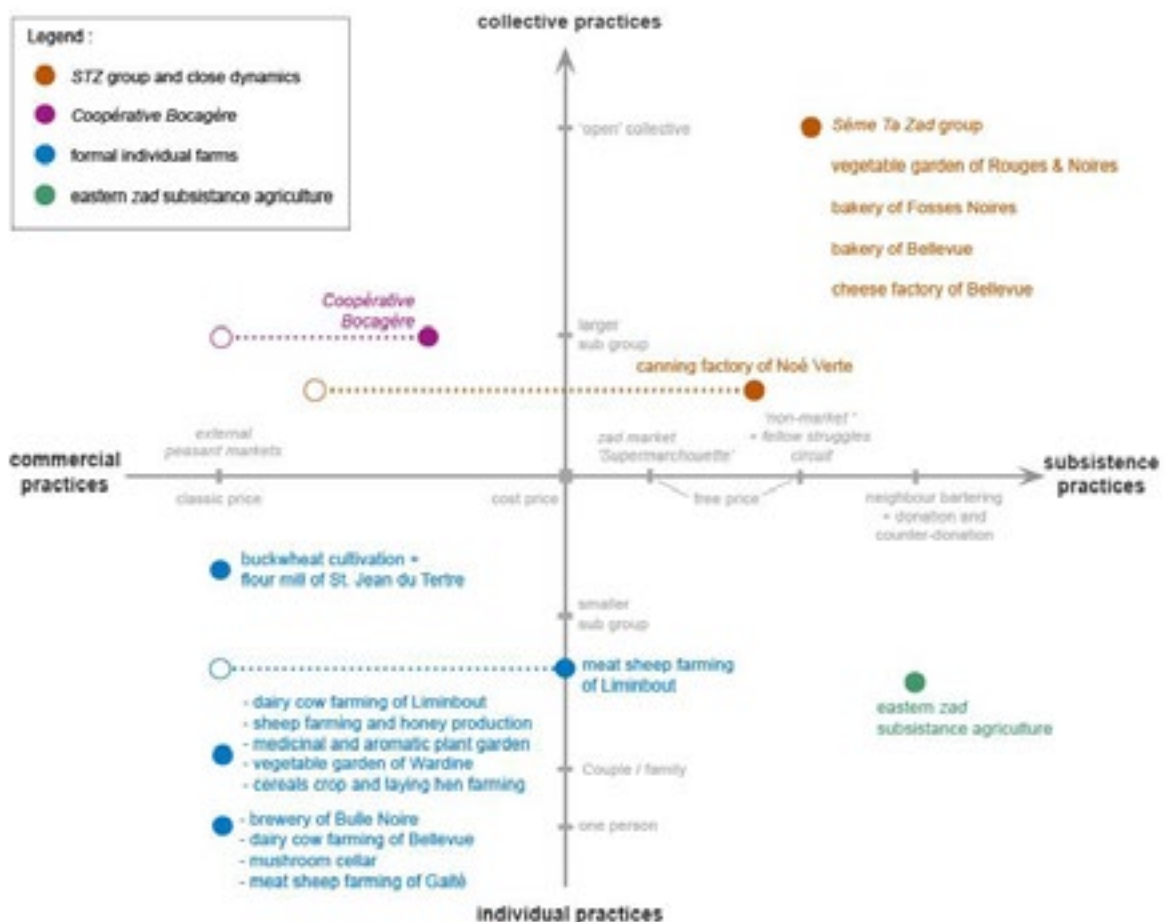 collective practices
Legend :
STZ group and close dynamics
Coopérative Bocagère
formal individual farms
eastern zad subsistance agriculture
'open' collective
Sème Ta Zad group
vegetable garden of Rouges & Noires
bakery of Fosses Noires
bakery of Bellevue
cheese factory of Bellevue
Coopérative
Bocagère
larger
sub group
canning factory of Noé Verte
external
peasant markets
zad market
'Supermarchouette'
'non-market "
+ fellow struggles
circuit
commercial
practices
subsistence
practices
classic price
cost price
free price
neighbour bartering
+ donation and
counter-donation
buckwheat cultivation +
flour mill of St. Jean du Tertre
smaller
sub group
meat sheep farming
of Liminbout
- dairy cow farming of Liminbout
- sheep farming and honey production
- medicinal and aromatic plant garden
- vegetable garden of Wardine
- cereals crop and laying hen farming
eastern zad
subsistance agriculture
Couple / family
- brewery of Bulle Noire
- dairy cow farming of Bellevue
- mushroom cellar
- meat sheep farming of Gaité
one person
individual practices